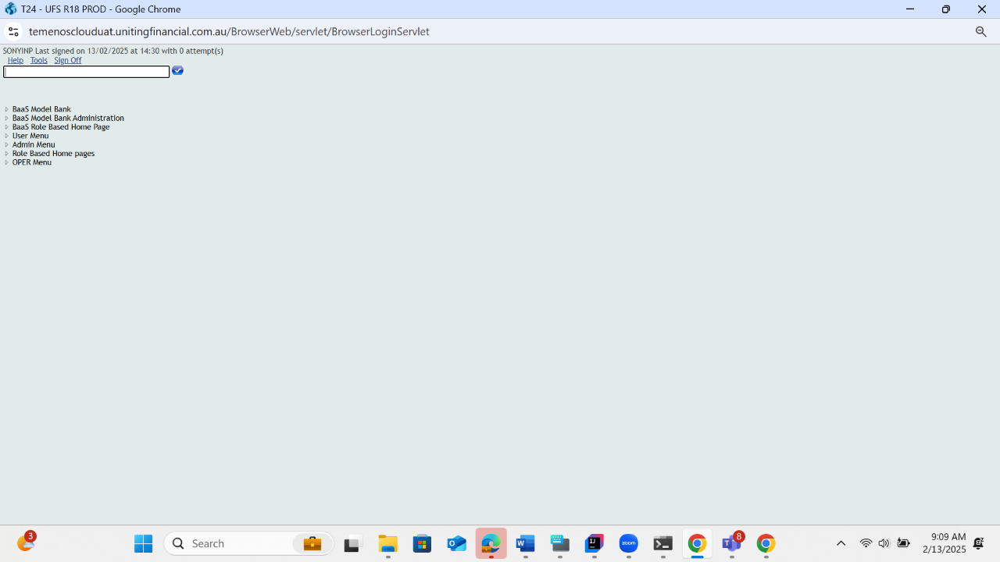 T24 - UFS R18 PROD - Google Chrome
temenosclouduat.unitingfinancial.com.au/BrowserWeb/servlet/BrowserLoginServlet
SONYINP Last signed on 13/02/2025 at 14:30 with 0 attempt(s)
Help Tools Sign Off
BaaS Model Bank
BaaS Model Bank Administration
BaaS Role Based Home Page
User Menu
Admin Menu
Role Based Home pages
OPER Menu
3
Search
W
IJ
zoom
8
9:09 AM
2/13/2025